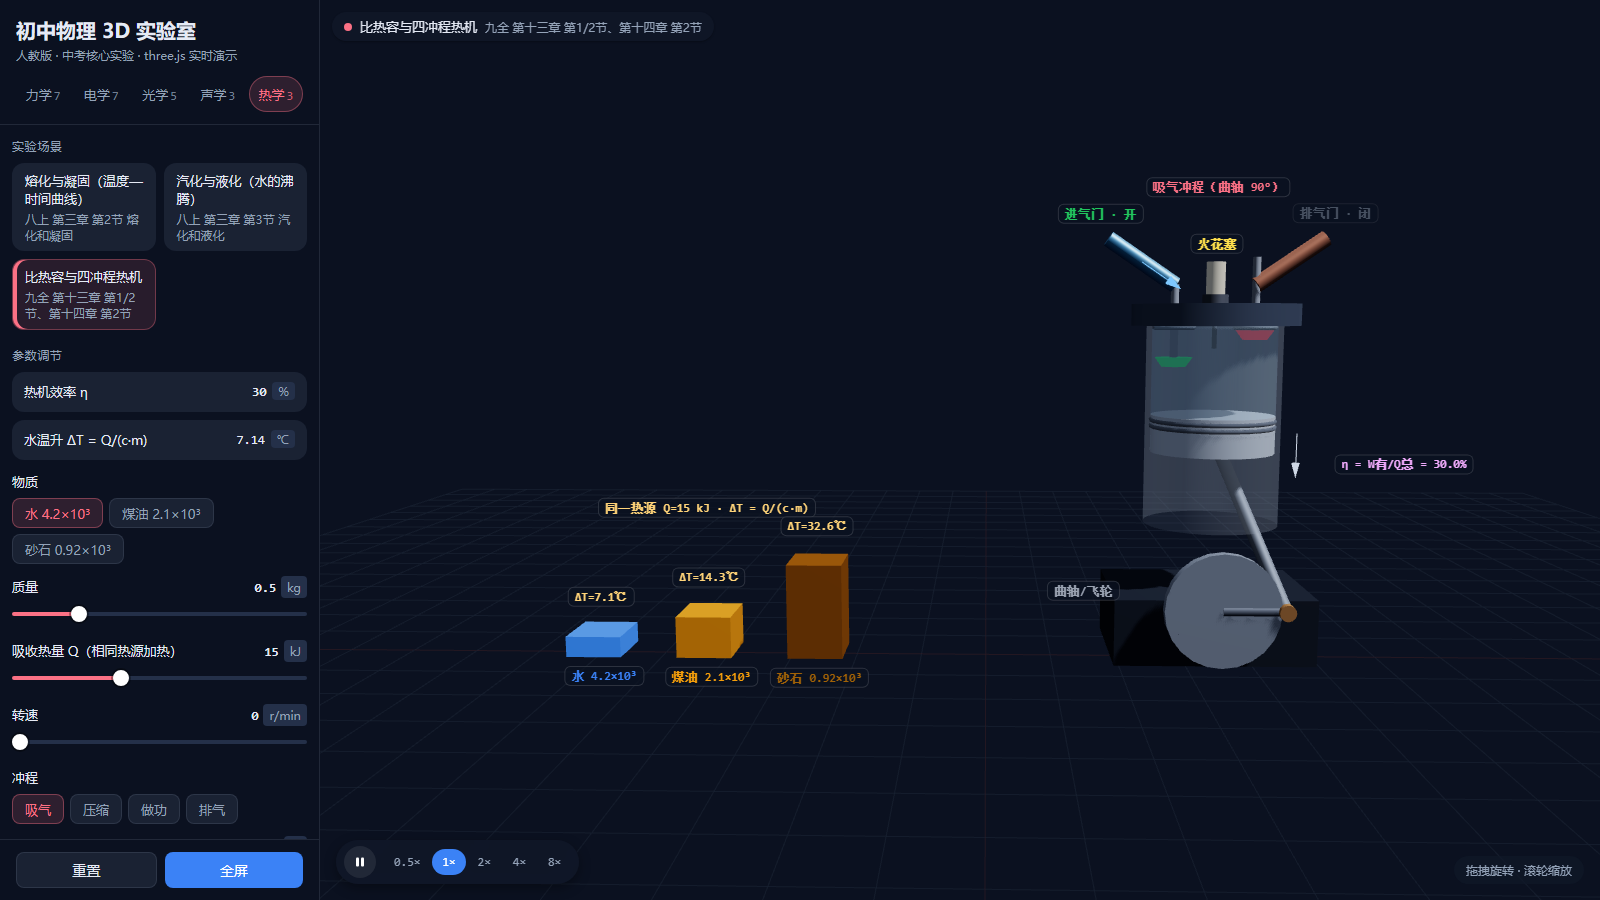 初中物理 3D 实验室
人教版 · 中考核心实验 · three.js 实时演示
力学 7 电学 7 光学 5 声学 3 热学 3
实验场景
熔化与凝固（温度—
时间曲线）
八上 第三章 第2节 熔
化和凝固
汽化与液化（水的沸
腾）
八上 第三章 第3节 汽
化和液化
比热容与四冲程热机
九全 第十三章 第1/2
节、第十四章 第2节
参数调节
热机效率 η 30 %
水温升 ΔT = Q/(c·m) 7.14 ℃
物质
水 4.2×10³ 煤油 2.1×10³
砂石 0.92×10³
质量 0.5 kg
吸收热量 Q（相同热源加热） 15 kJ
转速 0 r/min
冲程
吸气 压缩 做功 排气
重置 全屏
比热容与四冲程热机 九全 第十三章 第1/2节、第十四章 第2节
吸气冲程（曲轴 90°）
进气门 · 开
排气门 · 闭
火花塞
η = W有/Q总 = 30.0%
同一热源 Q=15 kJ · ΔT = Q/(c·m)
ΔT=32.6℃
ΔT=14.3℃
ΔT=7.1℃
曲轴/飞轮
水 4.2×10³
煤油 2.1×10³
砂石 0.92×10³
0.5× 1× 2× 4× 8×
拖拽旋转 · 滚轮缩放